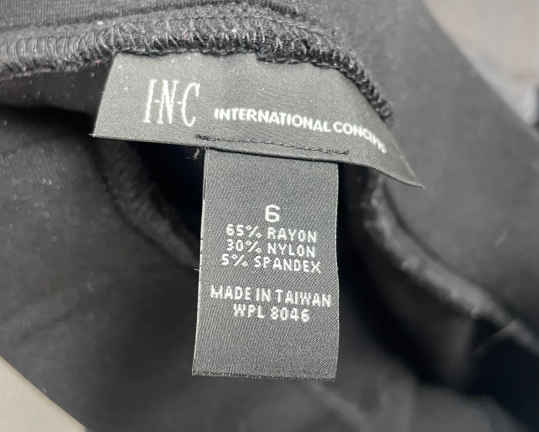 I·N·C INTERNATIONAL CONCEPTS
6
65% RAYON
30% NYLON
5% SPANDEX
MADE IN TAIWAN
WPL 8046